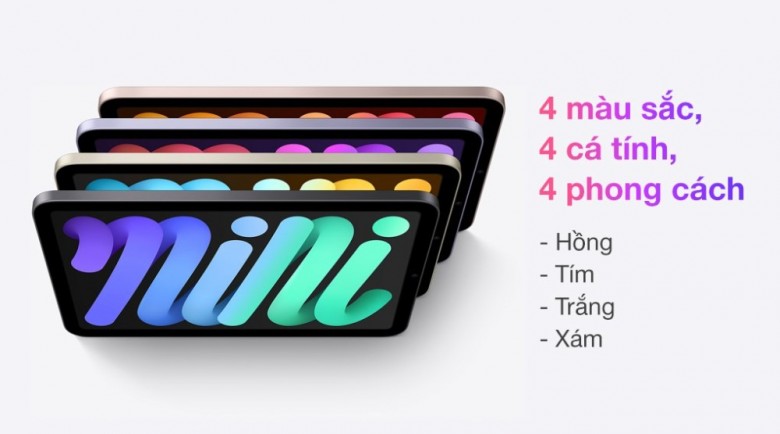 mini
4 màu sắc,
4 cá tính,
4 phong cách
- Hồng
- Tím
- Trắng
- Xám